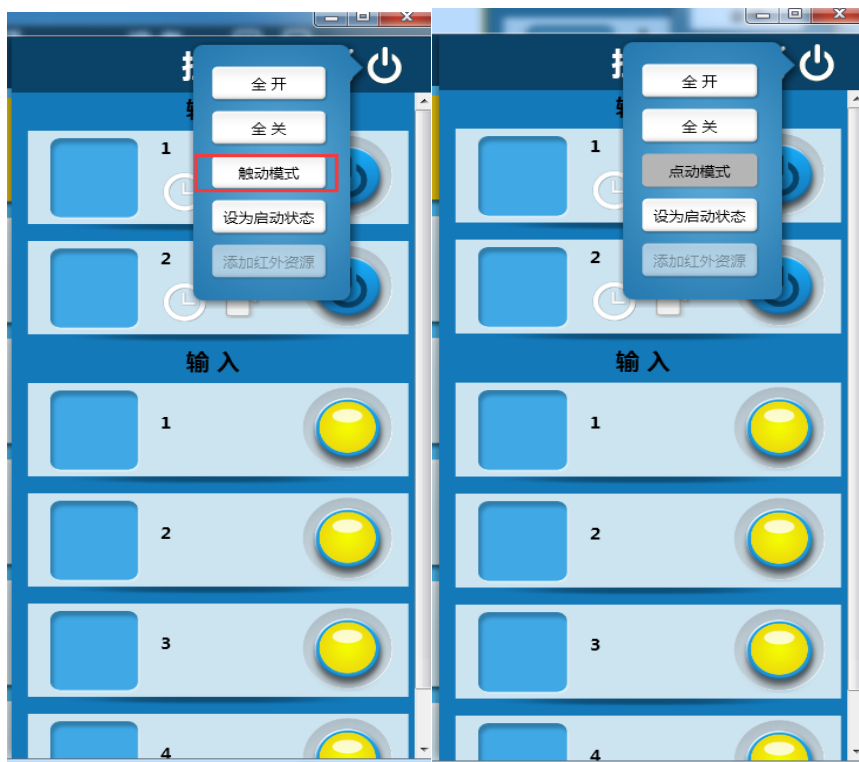 全 开
全 关
触动模式
设为启动状态
添加红外资源
1
2
输 入
1
2
3
4
全 开
全 关
点动模式
设为启动状态
添加红外资源
1
2
输 入
1
2
3
4